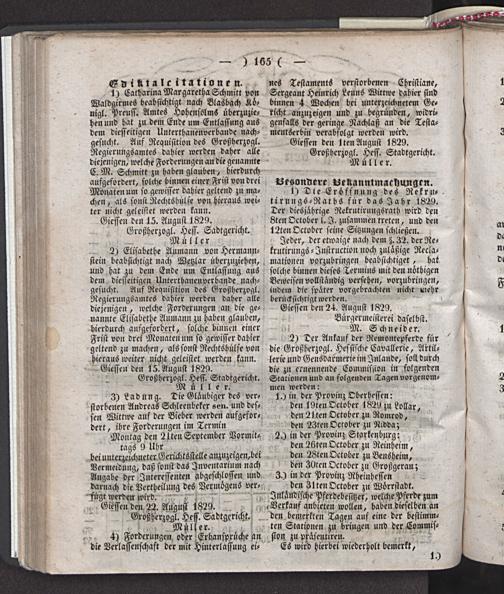 — ) 165 ( —
Ediktalcitationen.
1) Catharina Margaretha Schmitt von
Waldgirmes beabsichtigt nach Blasbach Kö-
nigl. Preuß. Amtes Hohensolms überzuzie-
hen und hat zu dem Ende um Entlassung aus
dem diesseitigen Unterthanenverbande nach-
gesucht. Auf Requisition des Großherzogl.
Regierungsamtes dahier werden daher alle
diejenigen, welche Forderungen an die genannte
C. M. Schmitt zu haben glauben, hierdurch
aufgefordert, solche binnen einer Frist von drei
Monaten um so gewisser dahier geltend zu ma-
chen, als sonst Rechtshülfe von hieraus wei-
ter nicht geleistet werden kann.
Giessen den 15. August 1829.
Großherzogl. Hess. Stadtgericht.
Müller
2) Elisabethe Aumann von Hermann-
stein beabsichtigt nach Wetzlar überzuziehen,
und hat zu dem Ende um Entlassung aus
dem diesseitigen Unterthanenverbande nach-
gesucht. Auf Requisition des Großherzogl.
Regierungsamtes dahier werden daher alle
diejenigen, welche Forderungen an die ge-
nannte Elisabethe Aumann zu haben glauben,
hierdurch aufgefordert, solche binnen einer
Frist von drei Monaten um so gewisser dahier
geltend zu machen, als sonst Rechtshülfe von
hieraus weiter nicht geleistet werden kann.
Giessen den 15. August 1829.
Großherzogl. Hess. Stadtgericht.
Müller.
3) Ladung. Die Gläubiger des ver-
storbenen Andreas Schleenbeker sen. und des-
sen Wittwe auf der Bieber werden aufgefor-
dert, ihre Forderungen im Termin
Montag den 21ten September Vormit-
tags 9 Uhr
bei unterzeichneter Gerichtsstelle anzuzeigen, bei
Vermeidung, daß sonst das Inventarium nach
Angabe der Interessenten abgeschlossen und
darnach die Vertheilung des Vermögens ver-
fügt werden wird.
Giessen den 22. August 1829.
Großherzogl. Hess. Stadtgericht.
Müller.
4) Forderungen oder Erbansprüche an
die Verlassenschaft der mit Hinterlassung ei-
nes Testaments verstorbenen Christiane,
Sergeant Heinrich Wittwe dahier sind
binnen 4 Wochen bei unterzeichnetem Ge-
richt anzuzeigen und zu begründen, widri-
genfalls der geringe Nachlaß an die Testa-
mentserbin verabfolgt werden wird.
Giessen den 1ten August 1829.
Großherzogl. Hess. Stadtgericht.
Müller.
Besondere Bekanntmachungen.
1) Die Eröffnung des Rekru-
tirungs-Raths für das Jahr 1829.
Der diesjährige Rekrutirungsrath wird den
8ten October l. J. zusammen treten, und den
12ten October seine Sitzungen schließen.
Jeder, der etwaige nach dem §. 32. der Re-
krutirungs-Instruction noch zuläßige Recla-
mationen vorzubringen beabsichtiget, hat
solche binnen dieses Termins mit den nöthigen
Beweisen vollständig versehen, vorzubringen,
indem die später vorgebrachten nicht mehr
berücksichtigt werden.
Giessen den 24. August 1829.
Bürgermeisterei daselbst.
M. Schneider.
2) Der Ankauf der Remontepferde für
die Großherzogl. Hessische Cavallerie, Artil-
lerie und Gensdarmerie im Inlande, soll durch
die zu ernennende Commission in folgenden
Stationen und an folgenden Tagen vorgenom-
men werden:
1.) in der Provinz Oberhessen:
den 19ten October 1829 zu Lollar,
den 21ten October zu Romrod,
den 23ten October zu Nidda;
2.) in der Provinz Starkenburg:
den 26ten October zu Reinheim,
den 28ten October zu Bensheim,
den 30ten October zu Großgerau;
3.) in der Provinz Rheinhessen
den 31ten October zu Wörrstadt.
Inländische Pferdebesitzer, welche Pferde zum
Verkauf anbieten wollen, haben dieselben an
den bemerkten Tagen auf eine der bestimm-
ten Stationen zu bringen und der Commis-
sion zu präsentiren.
Es wird hierbei wiederholt bemerkt,
1.)